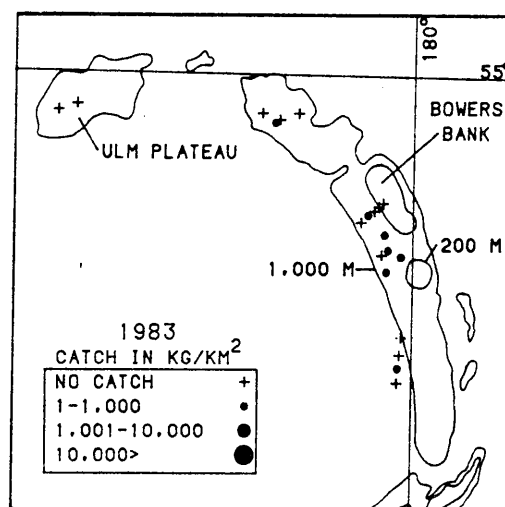 180°
55°
BOWERS
BANK
ULM PLATEAU
200 M
1.000 M
1983
CATCH IN KG/KM2
NO CATCH +
1-1.000
1.001-10.000
10.000>